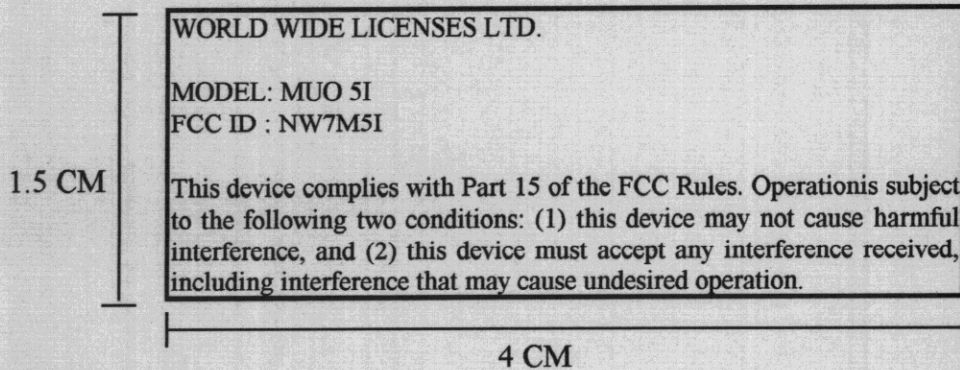 WORLD WIDE LICENSES LTD.
MODEL: MUO 5I
FCC ID : NW7M5I
1.5 CM
This device complies with Part 15 of the FCC Rules. Operationis subject
to the following two conditions: (1) this device may not cause harmful
interference, and (2) this device must accept any interference received,
including interference that may cause undesired operation.
4 CM